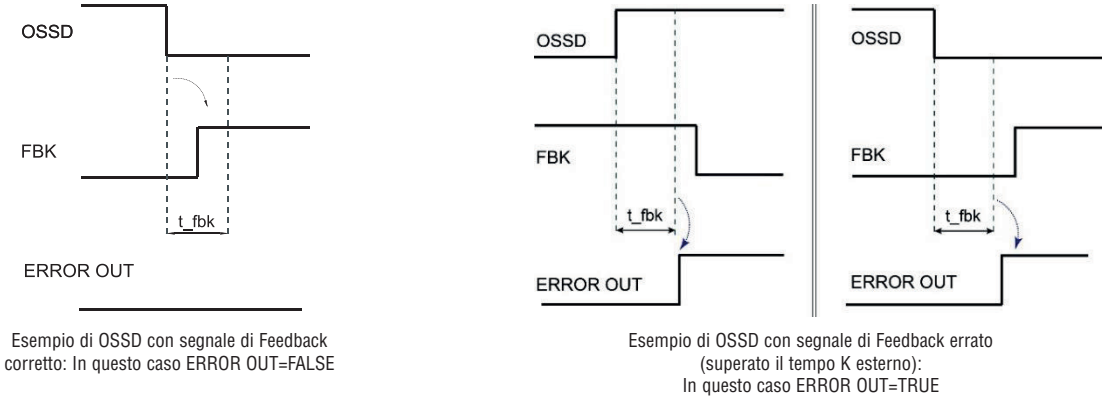 OSSD
FBK
t_fbk
ERROR OUT
Esempio di OSSD con segnale di Feedback
corretto: In questo caso ERROR OUT=FALSE
OSSD
FBK
t_fbk
ERROR OUT
OSSD
FBK
t_fbk
ERROR OUT
Esempio di OSSD con segnale di Feedback errato
(superato il tempo K esterno):
In questo caso ERROR OUT=TRUE